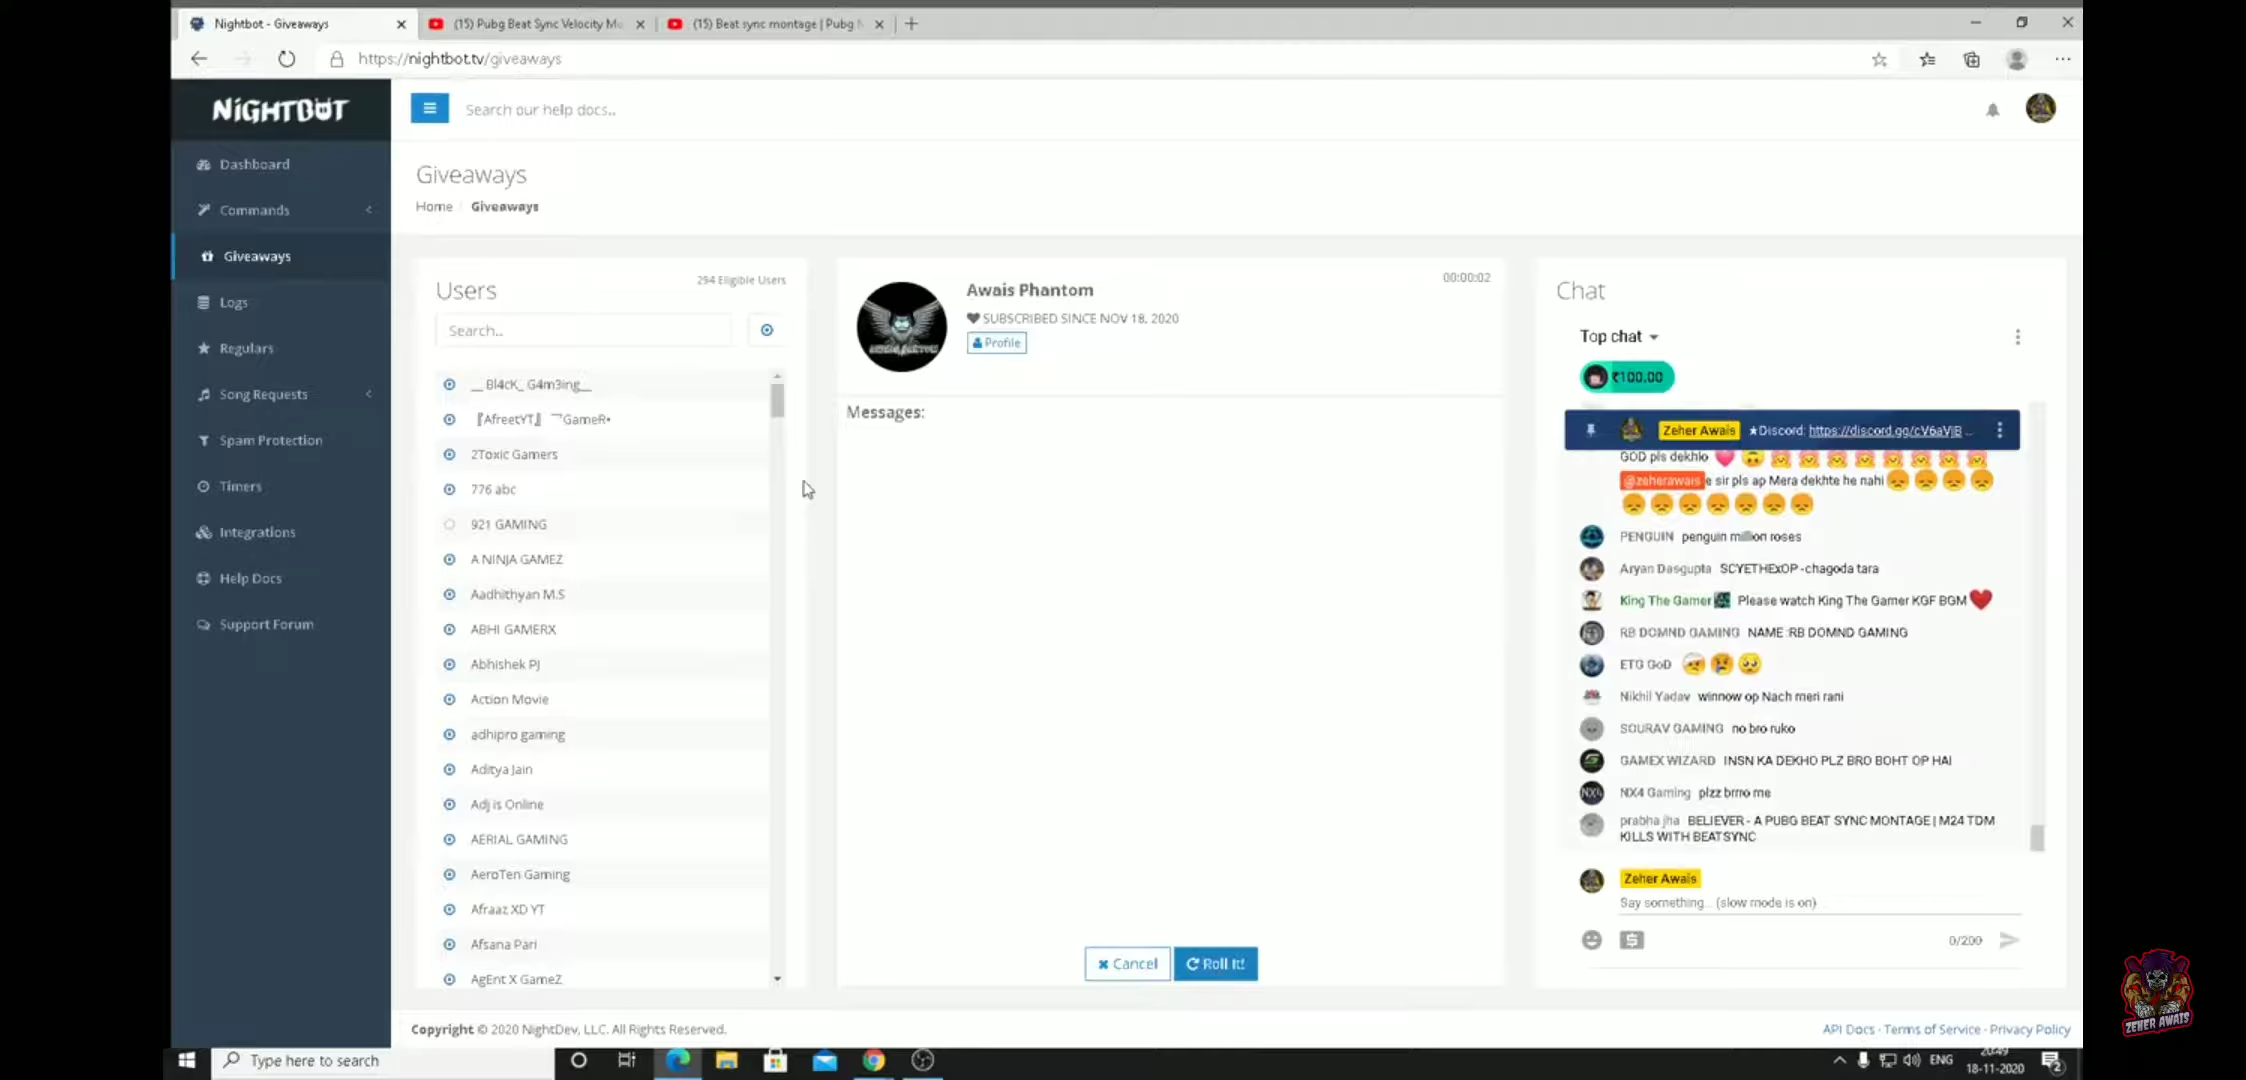 Nightbot - Giveaways
(15) Pubg Beat Sync Velocity Mo
(15) Beat sync montage | Pubg
https://nightbot.tv/giveaways
NiGHTBOT
Search our help docs..
Dashboard
Commands
Giveaways
Logs
Regulars
Song Requests
Spam Protection
Timers
Integrations
Help Docs
Support Forum
Giveaways
Home / Giveaways
Users
294 Eligible Users
Search..
__ Bl4cK_ G4m3ing__
2Toxic Gamers
776 abc
921 GAMING
A NINJA GAMEZ
Aadhithyan M.S
ABHI GAMERX
Abhishek PJ
Action Movie
adhipro gaming
Aditya Jain
Adj is Online
AERIAL GAMING
AeroTen Gaming
Afraaz XD YT
Afsana Pari
AgEnt X GameZ
Awais Phantom
SUBSCRIBED SINCE NOV 18, 2020
Profile
00:00:02
Messages:
Cancel
Roll It!
Chat
Top chat
₹100.00
Zeher Awais ★Discord: https://discord.gg/cV6aVjB ...
GOD pls dekhlo
@zeherawais e sir pls ap Mera dekhte he nahi
PENGUIN penguin million roses
Aryan Dasgupta SCYETHExOP -chagoda tara
King The Gamer Please watch King The Gamer KGF BGM
RB DOMND GAMING NAME :RB DOMND GAMING
ETG GoD
Nikhil Yadav winnow op Nach meri rani
SOURAV GAMING no bro ruko
GAMEX WIZARD INSN KA DEKHO PLZ BRO BOHT OP HAI
NX4 Gaming plzz brrro me
prabha jha BELIEVER - A PUBG BEAT SYNC MONTAGE | M24 TDM
KILLS WITH BEATSYNC
Zeher Awais
Say something... (slow mode is on)
0/200
Copyright © 2020 NightDev, LLC. All Rights Reserved.
API Docs · Terms of Service · Privacy Policy
Type here to search
ENG
20:49
18-11-2020
2
ZEHER AWAIS